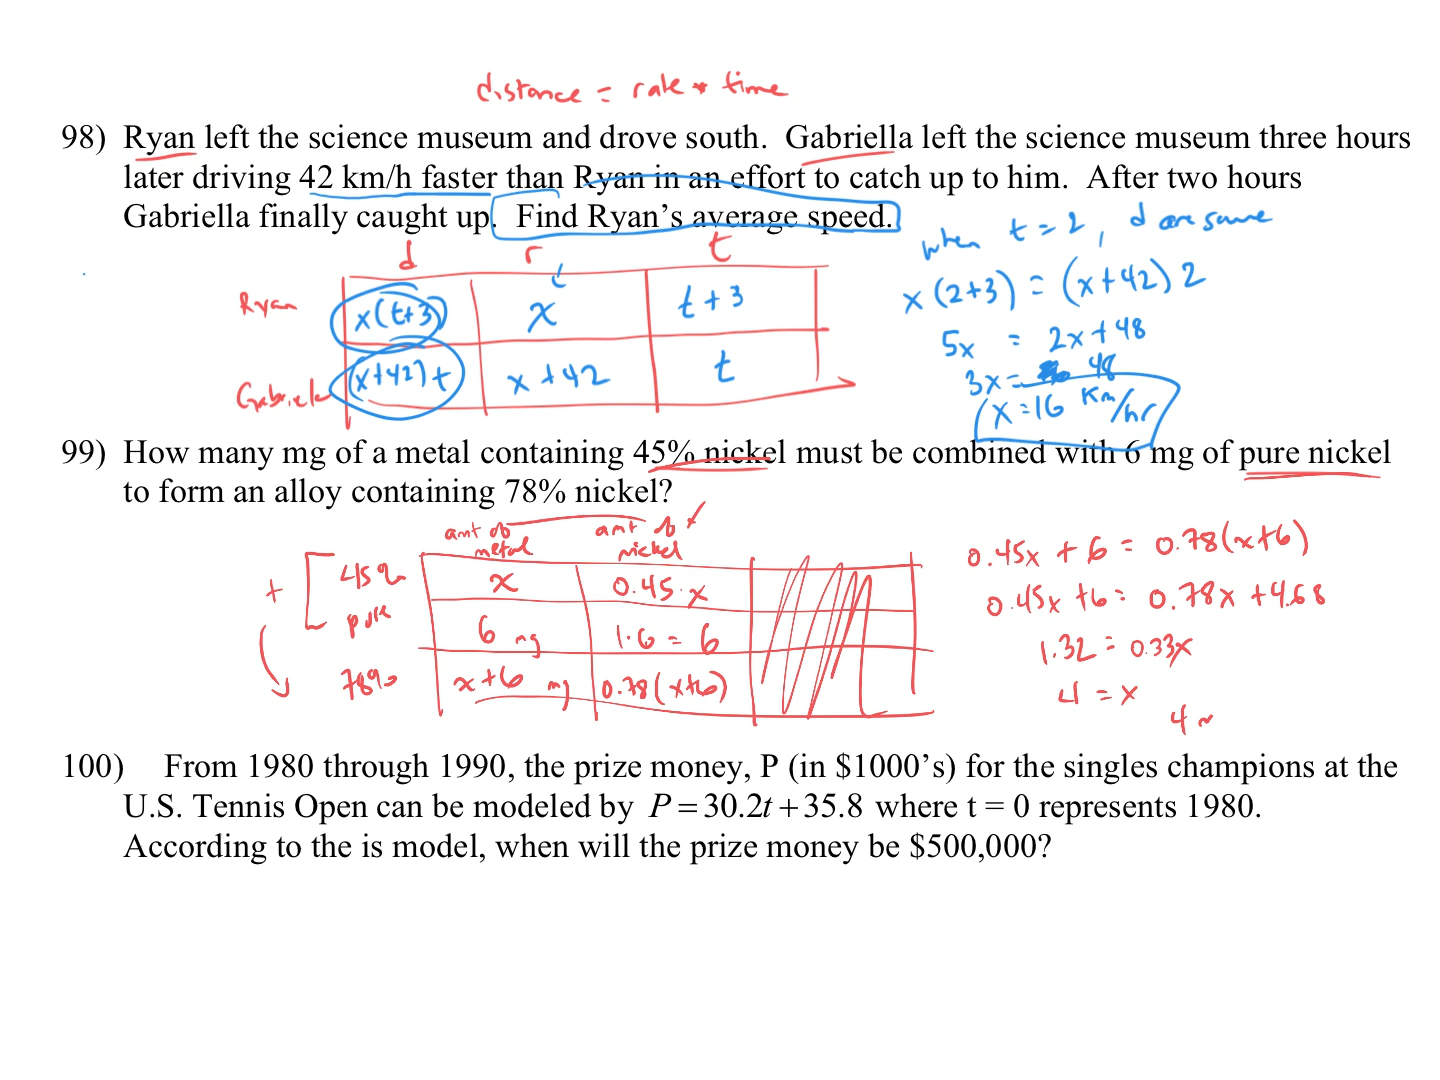 distance = rate * time
98) Ryan left the science museum and drove south. Gabriella left the science museum three hours
later driving 42 km/h faster than Ryan in an effort to catch up to him. After two hours
Gabriella finally caught up. Find Ryan's average speed.
when t = 2, d are same
d r t
Ryan x(t+3) x t+3
x(2+3) = (x+42)2
5x = 2x+48
Gabriela (x+42)t x+42 t
3x = 48
x=16 Km/hr
99) How many mg of a metal containing 45% nickel must be combined with 6 mg of pure nickel
to form an alloy containing 78% nickel?
amt of metal amt of nickel
+ 45% x 0.45·x
pure 6 mg 1·6 = 6
78% x+6 mg 0.78(x+6)
0.45x + 6 = 0.78(x+6)
0.45x +6 = 0.78x +4.68
1.32 = 0.33x
4 = x
4 m
100) From 1980 through 1990, the prize money, P (in $1000's) for the singles champions at the
U.S. Tennis Open can be modeled by P=30.2t+35.8 where t = 0 represents 1980.
According to the is model, when will the prize money be $500,000?